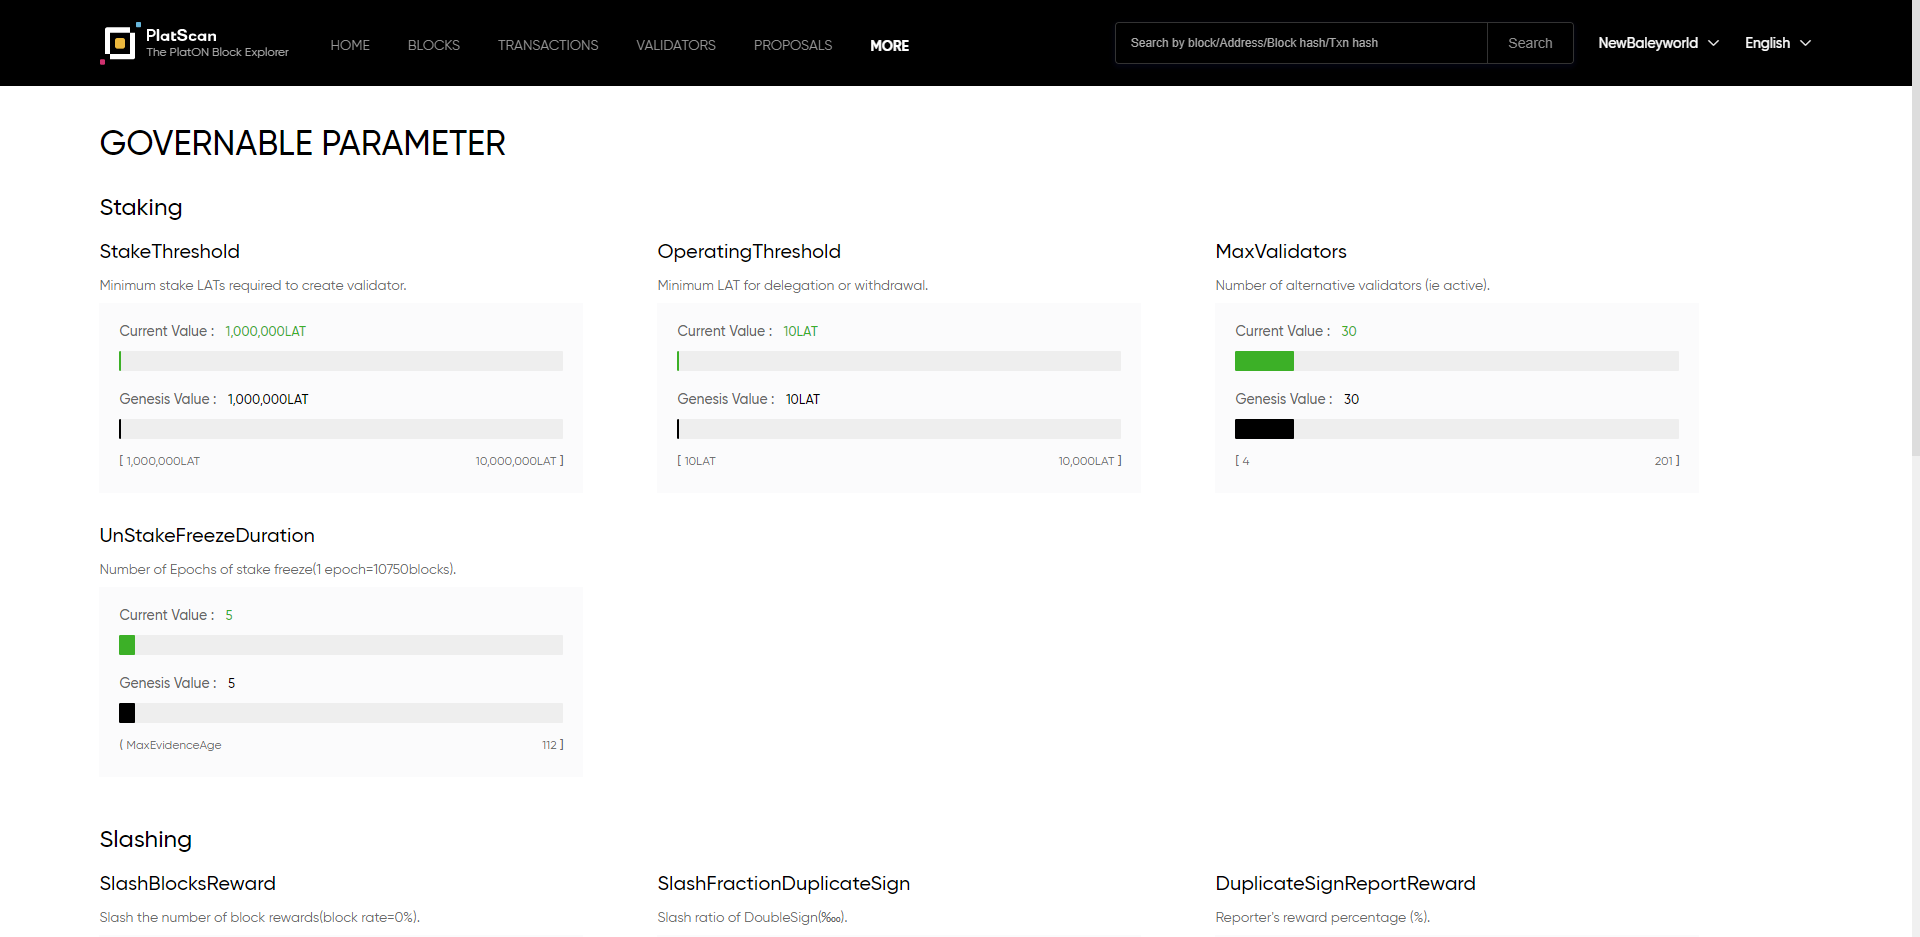 PlatScan
The PlatON Block Explorer
HOME
BLOCKS
TRANSACTIONS
VALIDATORS
PROPOSALS
MORE
Search by block/Address/Block hash/Txn hash
Search
NewBaleyworld
English
GOVERNABLE PARAMETER
Staking
StakeThreshold
Minimum stake LATs required to create validator.
Current Value : 1,000,000LAT
Genesis Value : 1,000,000LAT
[ 1,000,000LAT 10,000,000LAT ]
OperatingThreshold
Minimum LAT for delegation or withdrawal.
Current Value : 10LAT
Genesis Value : 10LAT
[ 10LAT 10,000LAT ]
MaxValidators
Number of alternative validators (ie active).
Current Value : 30
Genesis Value : 30
[ 4 201 ]
UnStakeFreezeDuration
Number of Epochs of stake freeze(1 epoch=10750blocks).
Current Value : 5
Genesis Value : 5
( MaxEvidenceAge 112 ]
Slashing
SlashBlocksReward
Slash the number of block rewards(block rate=0%).
SlashFractionDuplicateSign
Slash ratio of DoubleSign(‱).
DuplicateSignReportReward
Reporter's reward percentage (%).